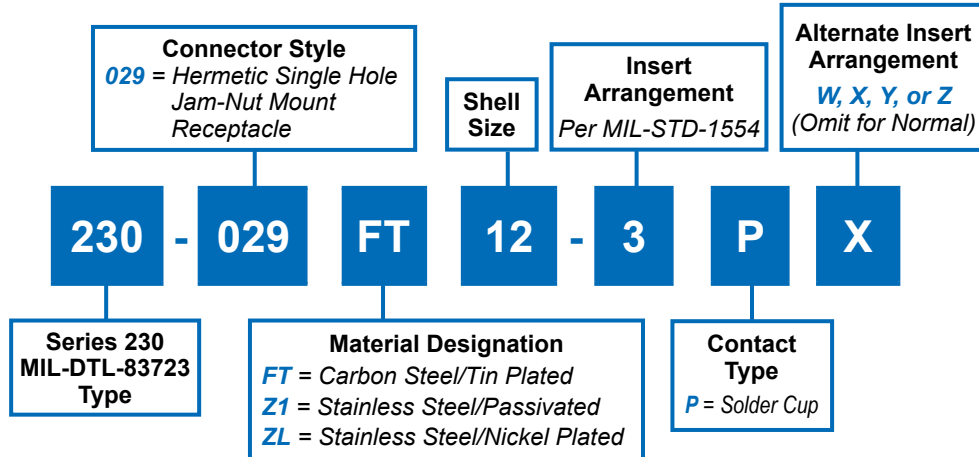 Connector Style
029 = Hermetic Single Hole
Jam-Nut Mount
Receptacle
Shell
Size
Insert
Arrangement
Per MIL-STD-1554
Alternate Insert
Arrangement
W, X, Y, or Z
(Omit for Normal)
230 - 029 FT 12 - 3 P X
Series 230
MIL-DTL-83723
Type
Material Designation
FT = Carbon Steel/Tin Plated
Z1 = Stainless Steel/Passivated
ZL = Stainless Steel/Nickel Plated
Contact
Type
P = Solder Cup